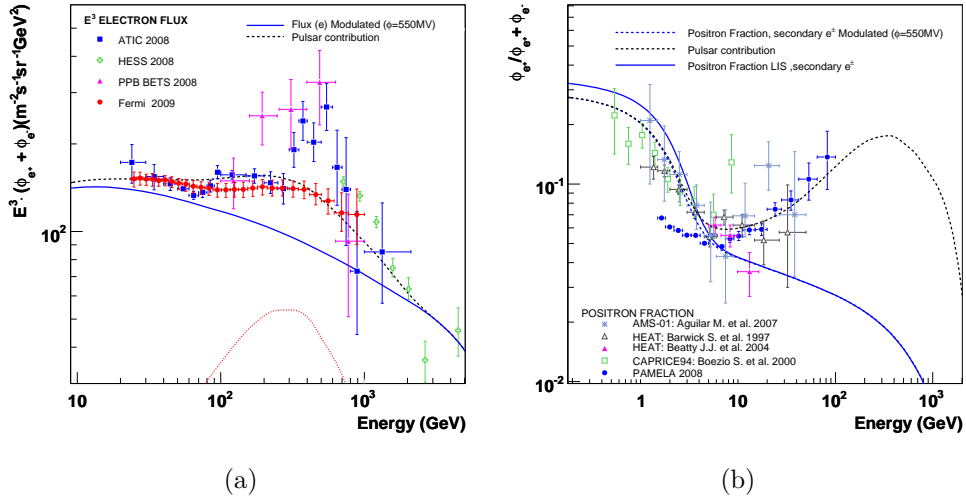 E³ ELECTRON FLUX
ATIC 2008
HESS 2008
PPB BETS 2008
Fermi 2009
Flux (e) Modulated (ϕ=550MV)
Pulsar contribution
E³. (ϕe+ + ϕe-)(m⁻²s⁻¹sr⁻¹GeV²)
10²
10
10²
10³
Energy (GeV)
(a)
Positron Fraction, secondary e± Modulated (ϕ=550MV)
Pulsar contribution
Positron Fraction LIS ,secondary e±
ϕe+/ϕe+ + ϕe-
10⁻¹
10⁻²
POSITRON FRACTION
AMS-01: Aguilar M. et al. 2007
HEAT: Barwick S. et al. 1997
HEAT: Beatty J.J. et al. 2004
CAPRICE94: Boezio S. et al. 2000
PAMELA 2008
1
10
10²
10³
Energy (GeV)
(b)